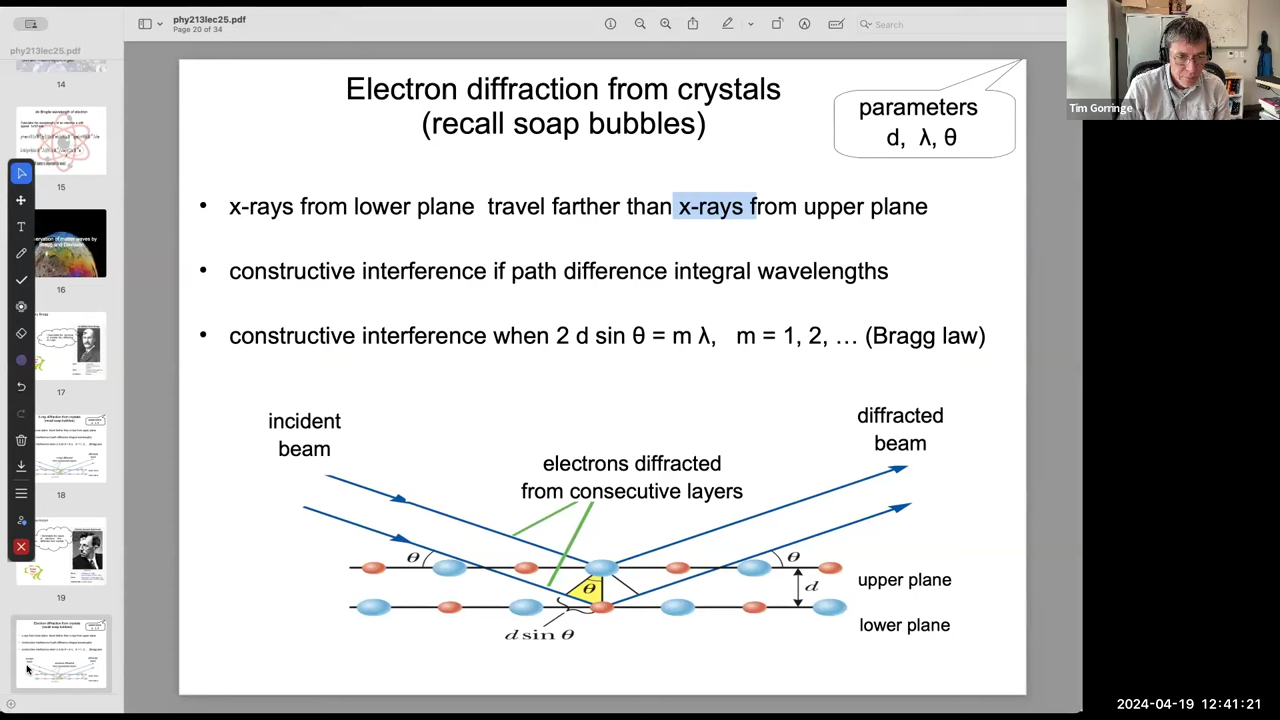 phy213lec25.pdf
Page 20 of 34
Search
phy213lec25.pdf
14
15
16
17
18
19
Tim Gorringe
Electron diffraction from crystals
(recall soap bubbles)
parameters
d, λ, θ
• x-rays from lower plane travel farther than x-rays from upper plane
• constructive interference if path difference integral wavelengths
• constructive interference when 2 d sin θ = m λ, m = 1, 2, … (Bragg law)
incident
beam
diffracted
beam
electrons diffracted
from consecutive layers
θ
θ
θ
d
upper plane
lower plane
d sin θ
2024-04-19 12:41:21